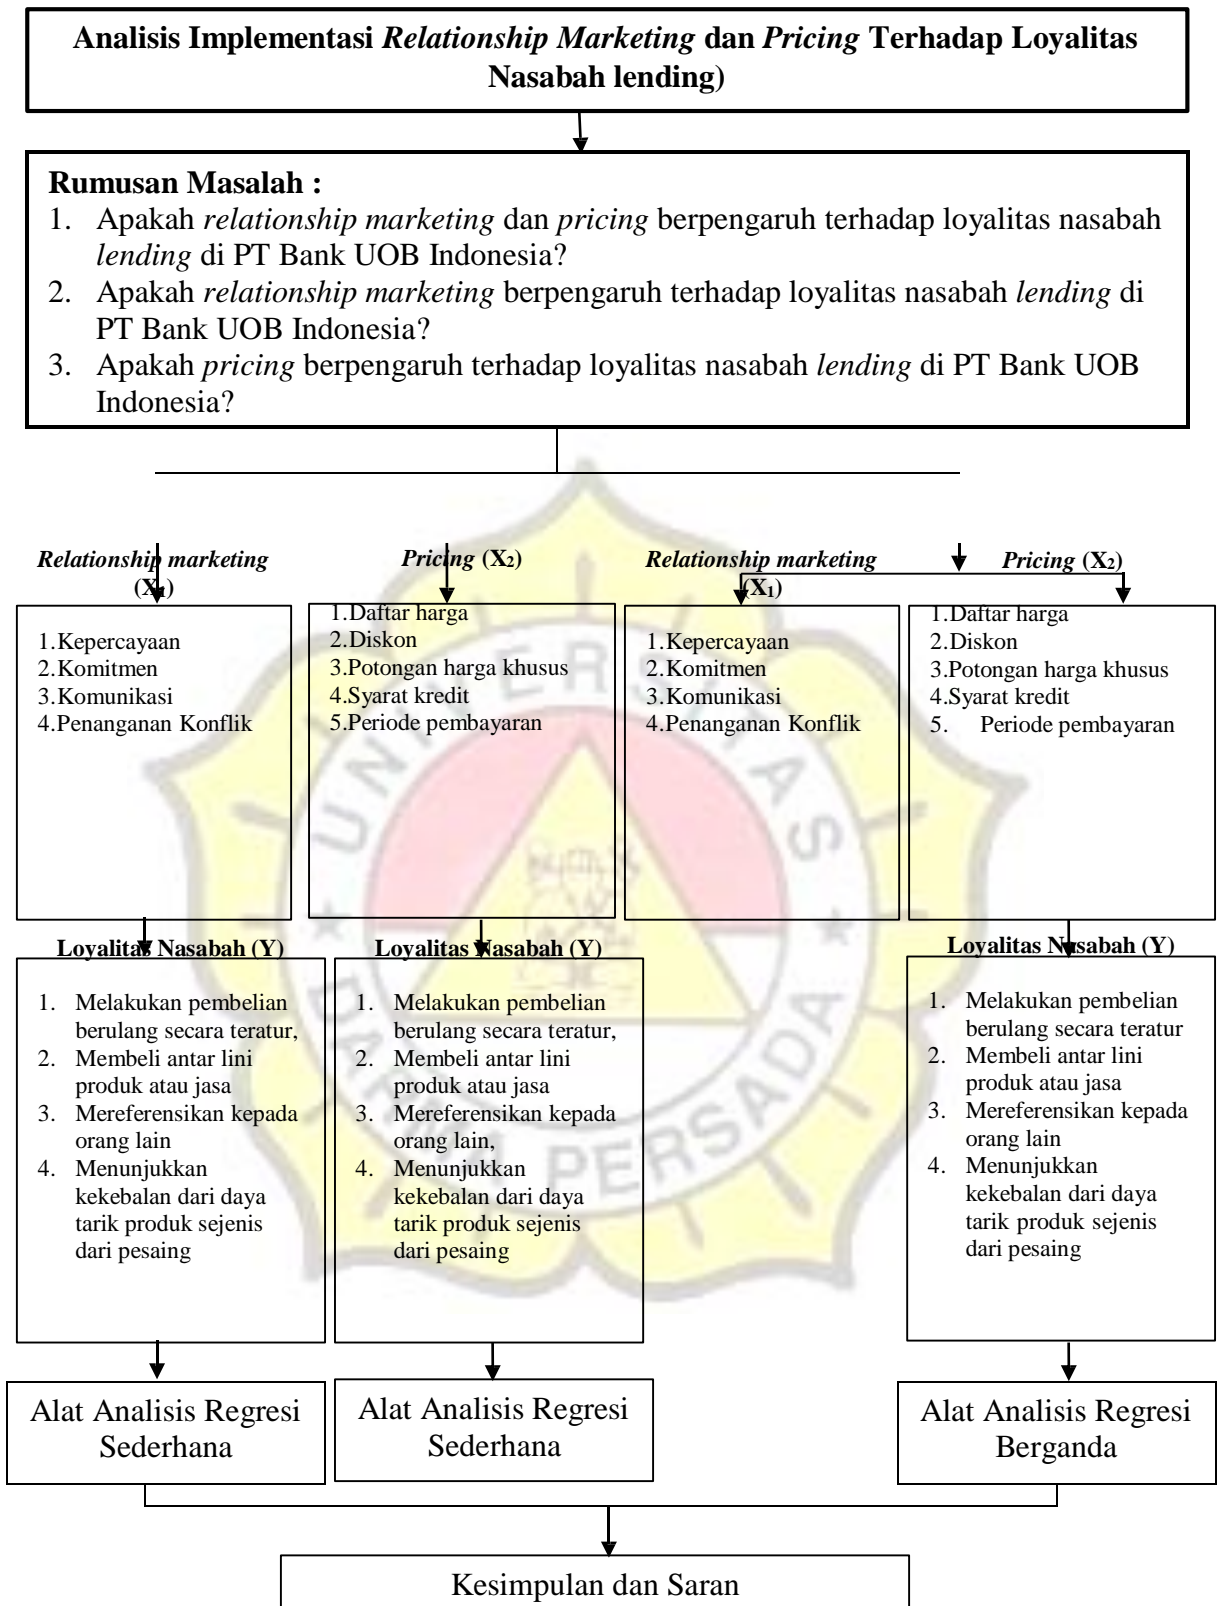 Analisis Implementasi Relationship Marketing dan Pricing Terhadap Loyalitas
Nasabah lending)
Rumusan Masalah :
1. Apakah relationship marketing dan pricing berpengaruh terhadap loyalitas nasabah
lending di PT Bank UOB Indonesia?
2. Apakah relationship marketing berpengaruh terhadap loyalitas nasabah lending di
PT Bank UOB Indonesia?
3. Apakah pricing berpengaruh terhadap loyalitas nasabah lending di PT Bank UOB
Indonesia?
Relationship marketing
(X1)
1.Kepercayaan
2.Komitmen
3.Komunikasi
4.Penanganan Konflik
Pricing (X2)
1.Daftar harga
2.Diskon
3.Potongan harga khusus
4.Syarat kredit
5.Periode pembayaran
Relationship marketing
(X1)
1.Kepercayaan
2.Komitmen
3.Komunikasi
4.Penanganan Konflik
Pricing (X2)
1.Daftar harga
2.Diskon
3.Potongan harga khusus
4.Syarat kredit
5. Periode pembayaran
Loyalitas Nasabah (Y)
1. Melakukan pembelian
berulang secara teratur,
2. Membeli antar lini
produk atau jasa
3. Mereferensikan kepada
orang lain
4. Menunjukkan
kekebalan dari daya
tarik produk sejenis
dari pesaing
Loyalitas Nasabah (Y)
1. Melakukan pembelian
berulang secara teratur,
2. Membeli antar lini
produk atau jasa
3. Mereferensikan kepada
orang lain,
4. Menunjukkan
kekebalan dari daya
tarik produk sejenis
dari pesaing
Loyalitas Nasabah (Y)
1. Melakukan pembelian
berulang secara teratur
2. Membeli antar lini
produk atau jasa
3. Mereferensikan kepada
orang lain
4. Menunjukkan
kekebalan dari daya
tarik produk sejenis
dari pesaing
Alat Analisis Regresi
Sederhana
Alat Analisis Regresi
Sederhana
Alat Analisis Regresi
Berganda
Kesimpulan dan Saran
UNIVERSITAS
DARMA PERSADA